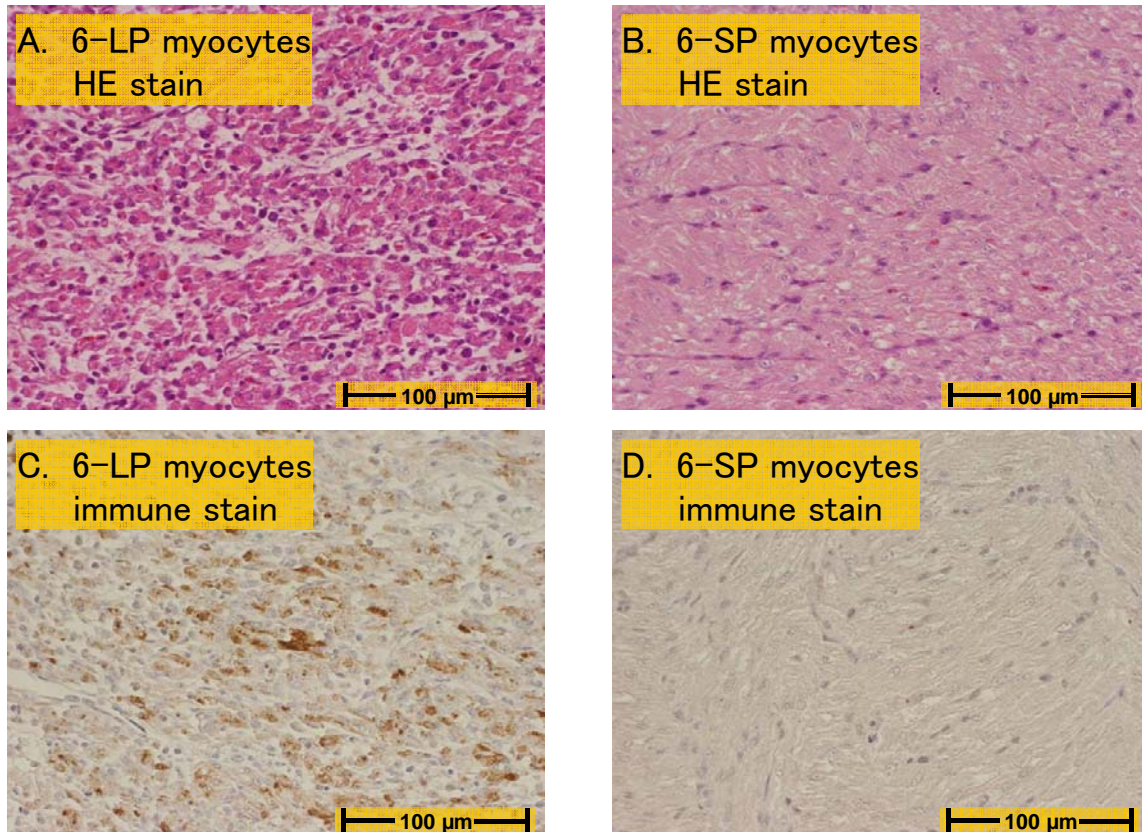 A. 6-LP myocytes
HE stain
100 μm
B. 6-SP myocytes
HE stain
100 μm
C. 6-LP myocytes
immune stain
100 μm
D. 6-SP myocytes
immune stain
100 μm